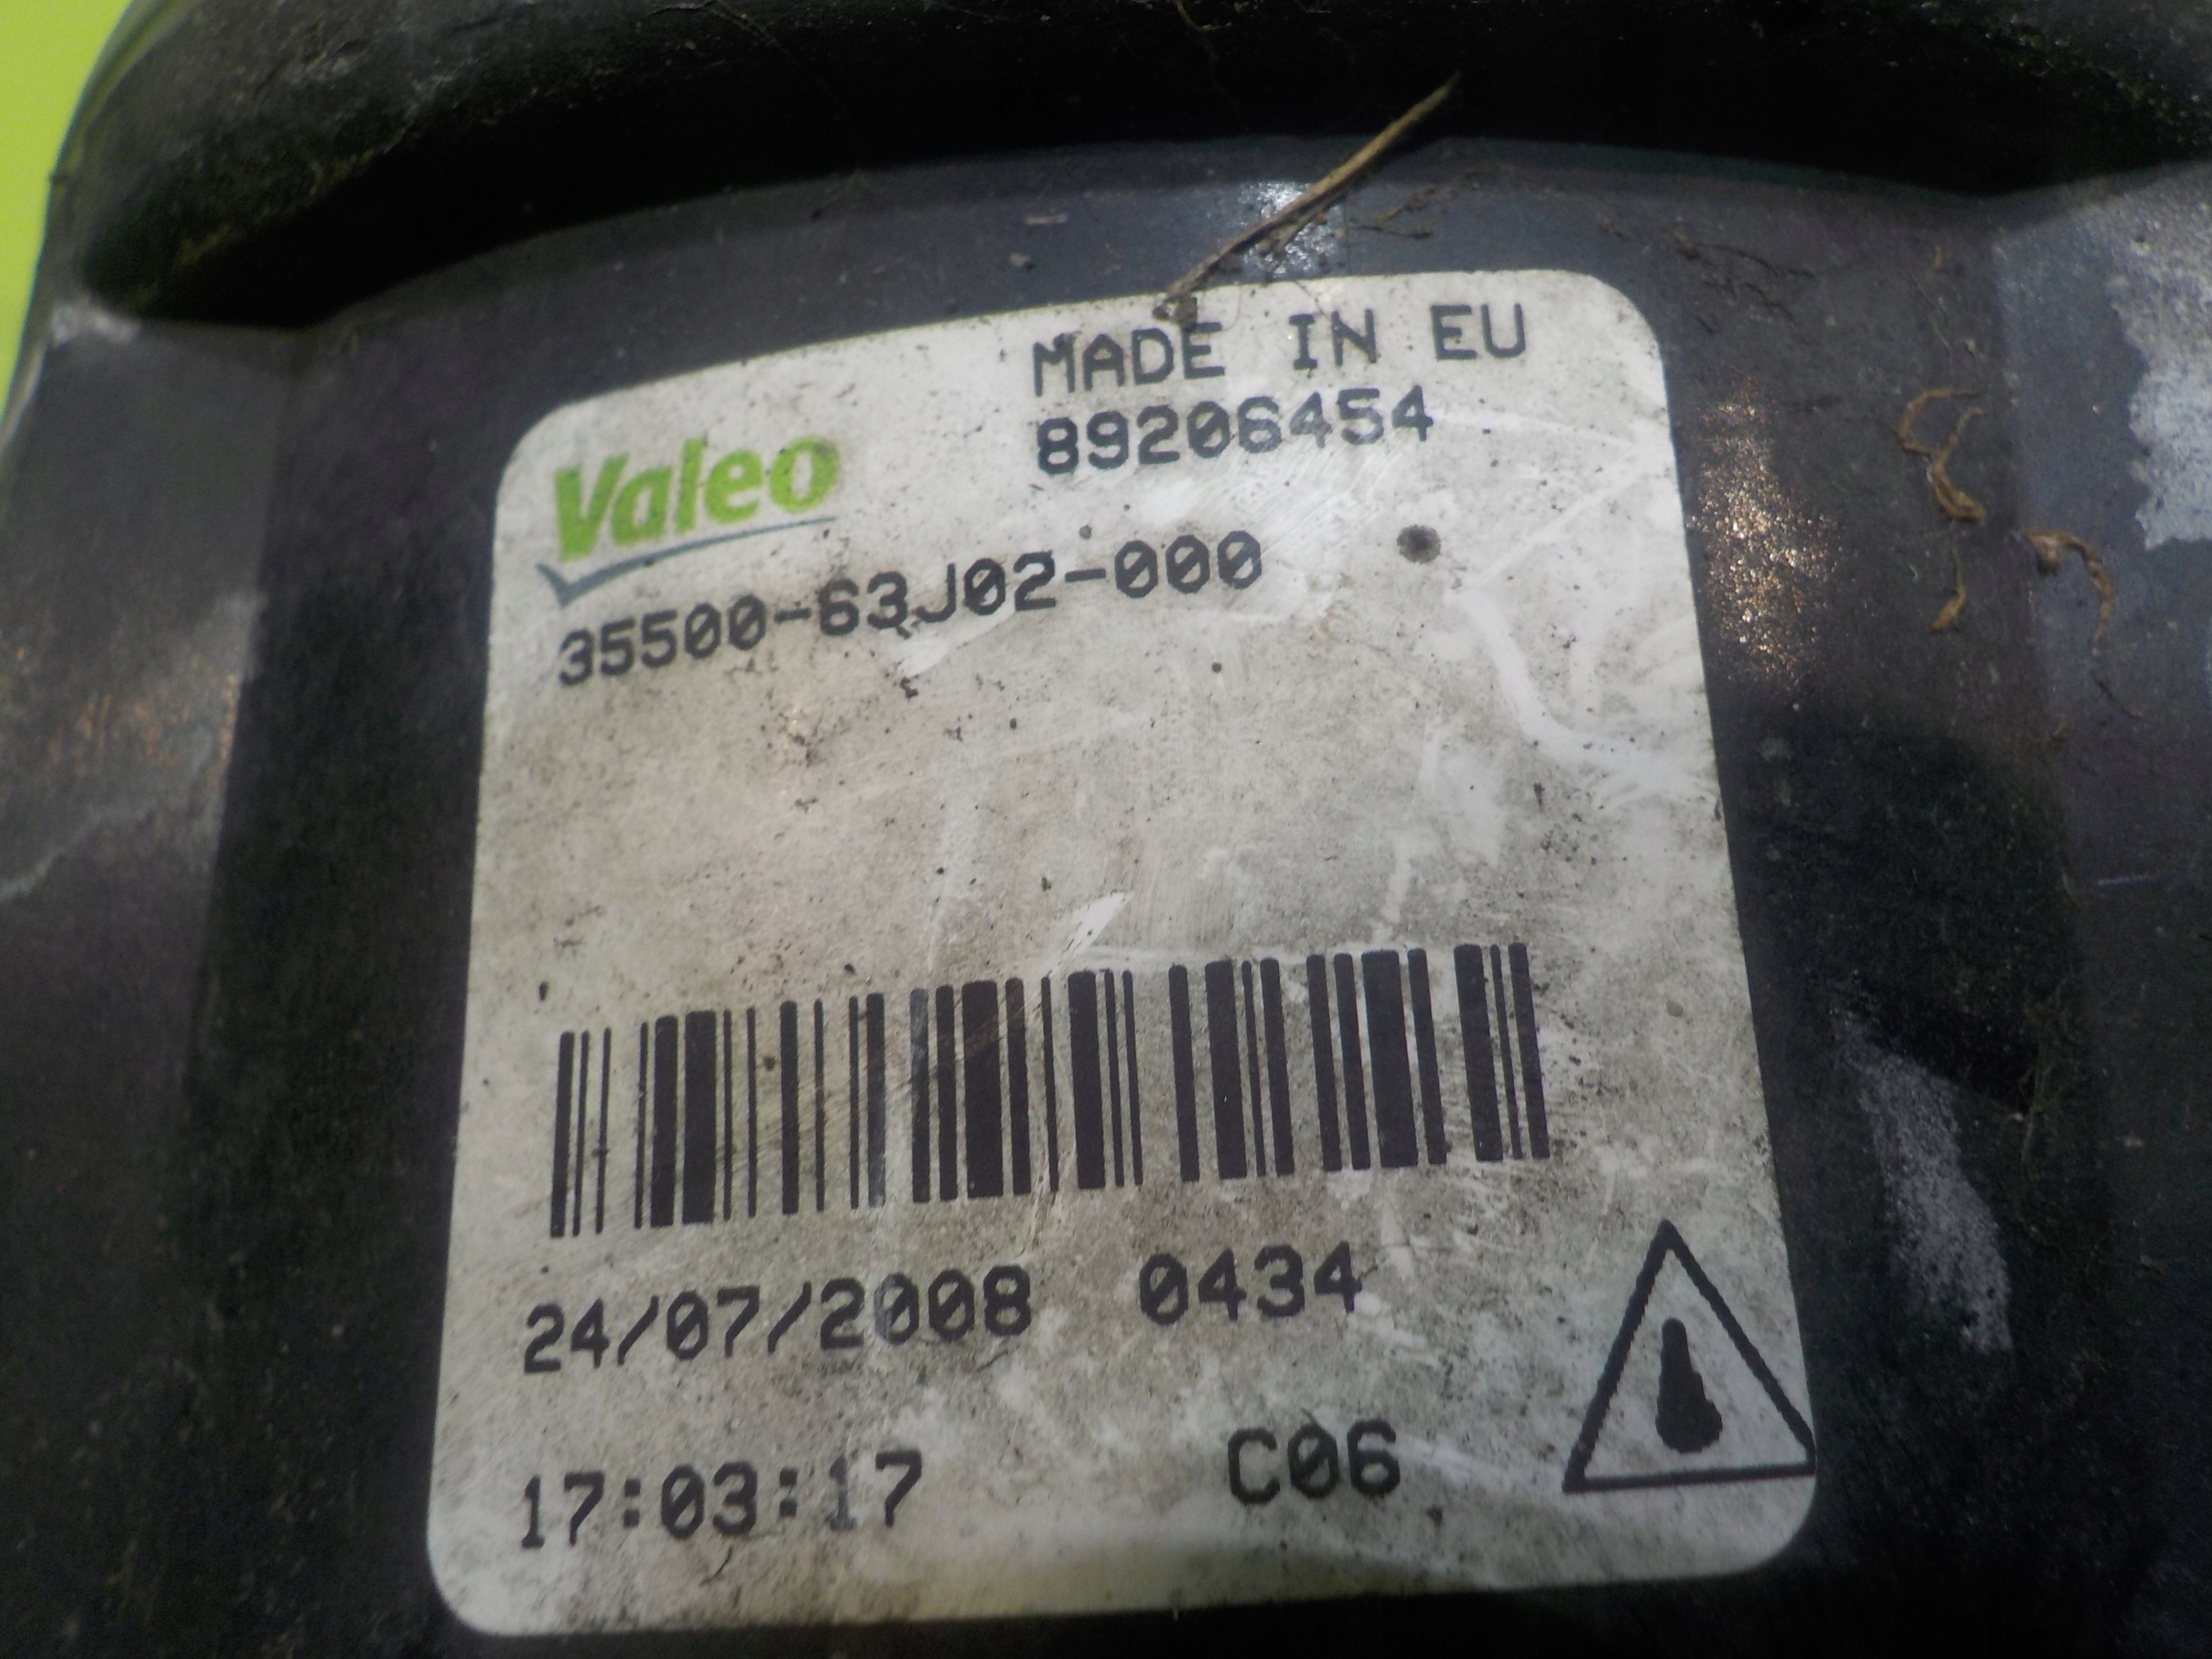 MADE IN EU
89206454
Valeo
35500-63J02-000
24/07/2008 0434
17:03:17 C06